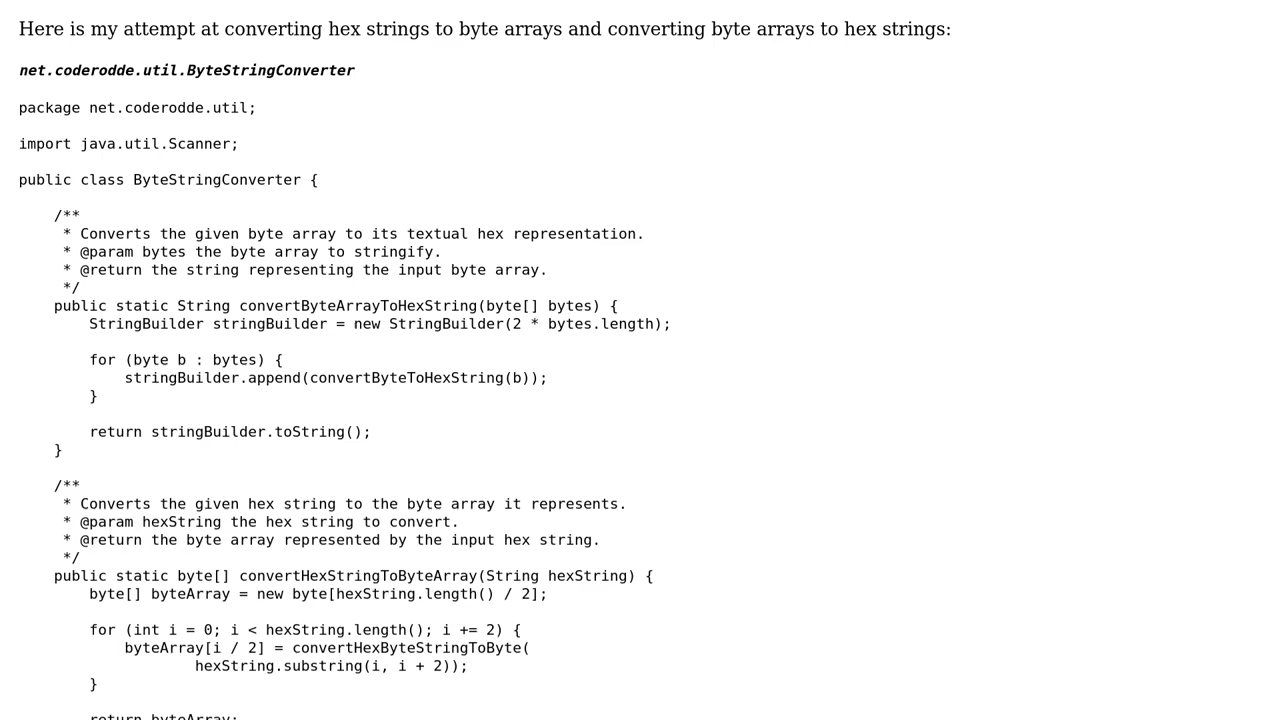 Here is my attempt at converting hex strings to byte arrays and converting byte arrays to hex strings:
net.coderodde.util.ByteStringConverter
package net.coderodde.util;
import java.util.Scanner;
public class ByteStringConverter {
    /**
     * Converts the given byte array to its textual hex representation.
     * @param bytes the byte array to stringify.
     * @return the string representing the input byte array.
     */
    public static String convertByteArrayToHexString(byte[] bytes) {
        StringBuilder stringBuilder = new StringBuilder(2 * bytes.length);
        for (byte b : bytes) {
            stringBuilder.append(convertByteToHexString(b));
        }
        return stringBuilder.toString();
    }
    /**
     * Converts the given hex string to the byte array it represents.
     * @param hexString the hex string to convert.
     * @return the byte array represented by the input hex string.
     */
    public static byte[] convertHexStringToByteArray(String hexString) {
        byte[] byteArray = new byte[hexString.length() / 2];
        for (int i = 0; i < hexString.length(); i += 2) {
            byteArray[i / 2] = convertHexByteStringToByte(
                    hexString.substring(i, i + 2));
        }
        return byteArray;